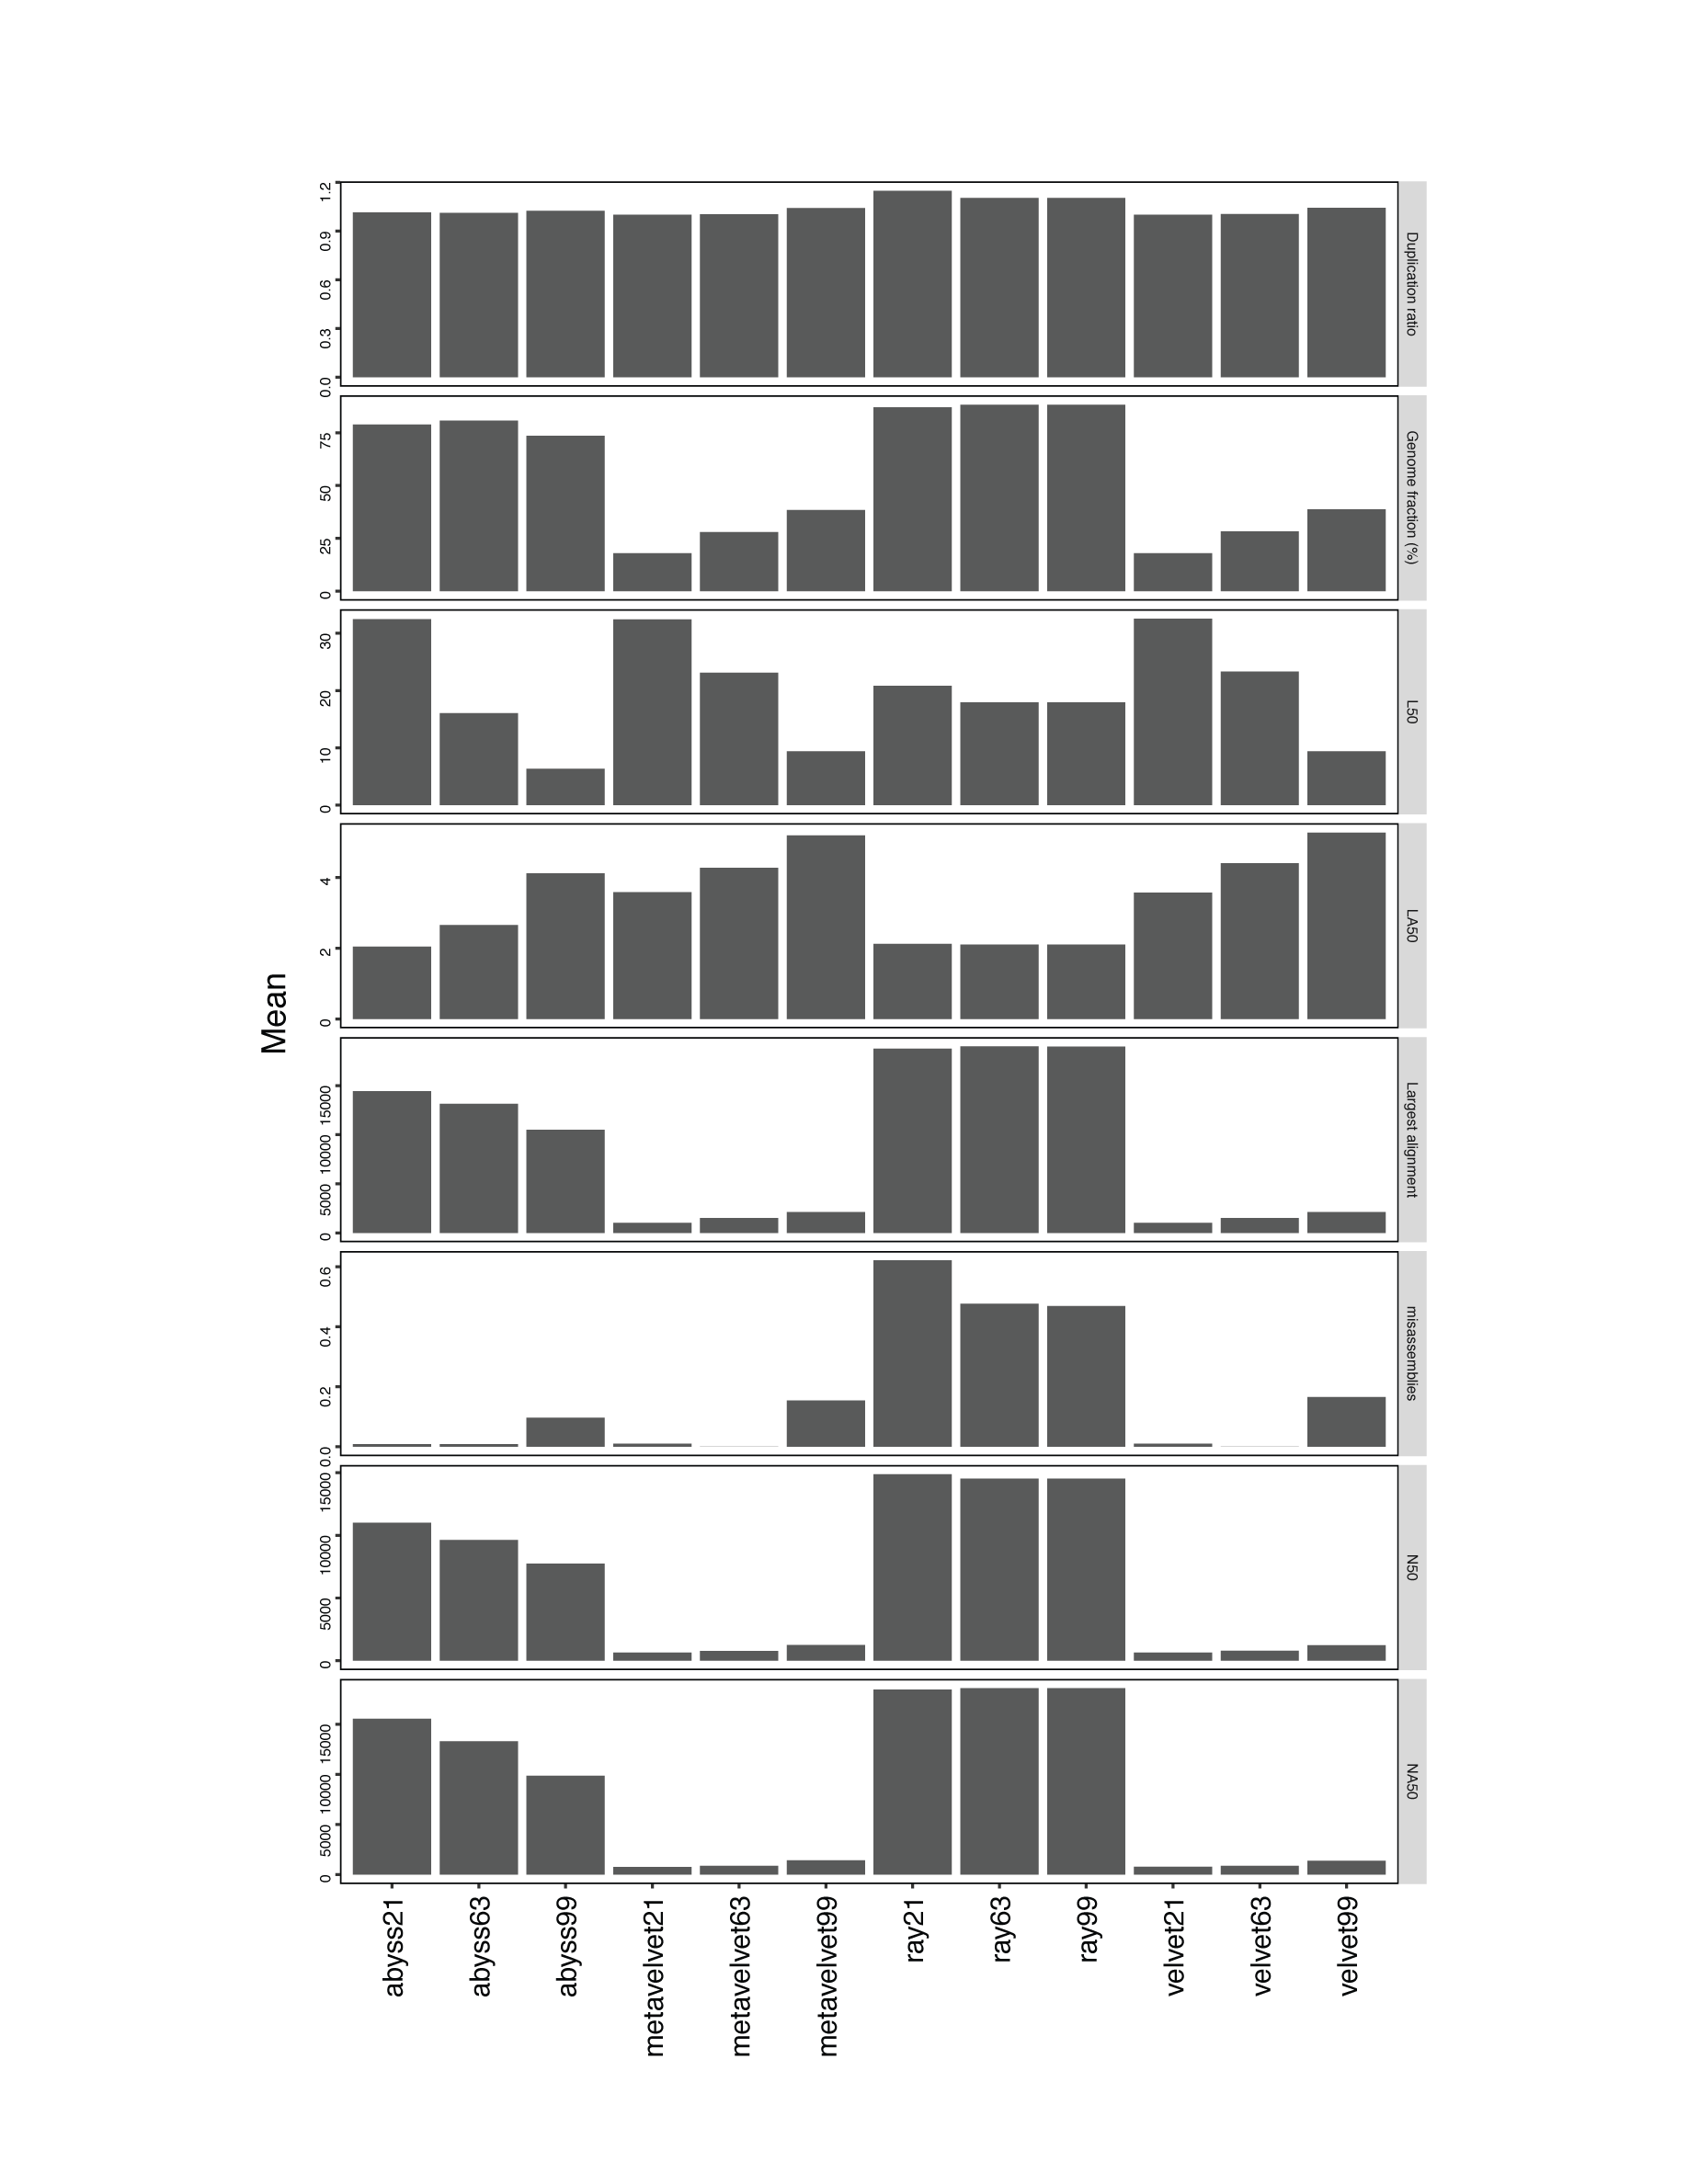 Mean
Duplication ratio
1.2
0.9
0.6
0.3
0.0
Genome fraction (%)
75
50
25
0
L50
30
20
10
0
LA50
4
2
0
Largest alignment
15000
10000
5000
0
misassemblies
0.6
0.4
0.2
0.0
N50
15000
10000
5000
0
NA50
15000
10000
5000
0
abyss21
abyss63
abyss99
metavelvet21
metavelvet63
metavelvet99
ray21
ray63
ray99
velvet21
velvet63
velvet99